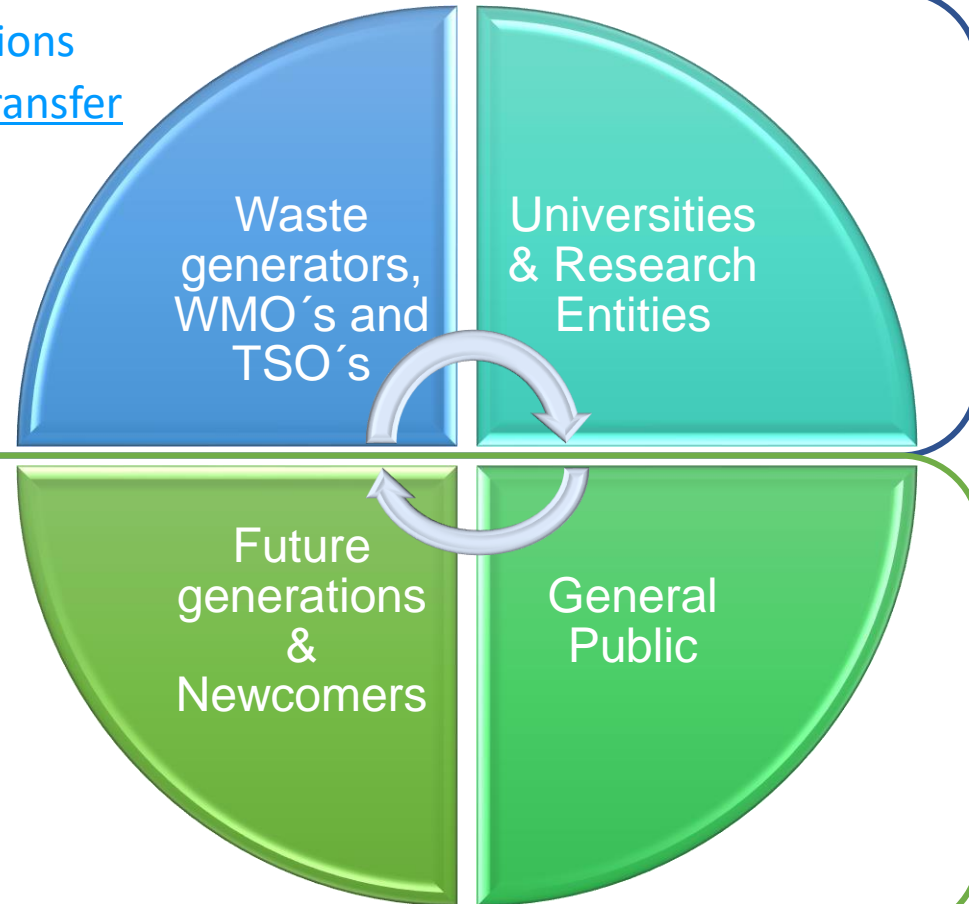 ions
ransfer
Waste
generators,
WMO´s and
TSO´s
Universities
& Research
Entities
Future
generations
&
Newcomers
General
Public